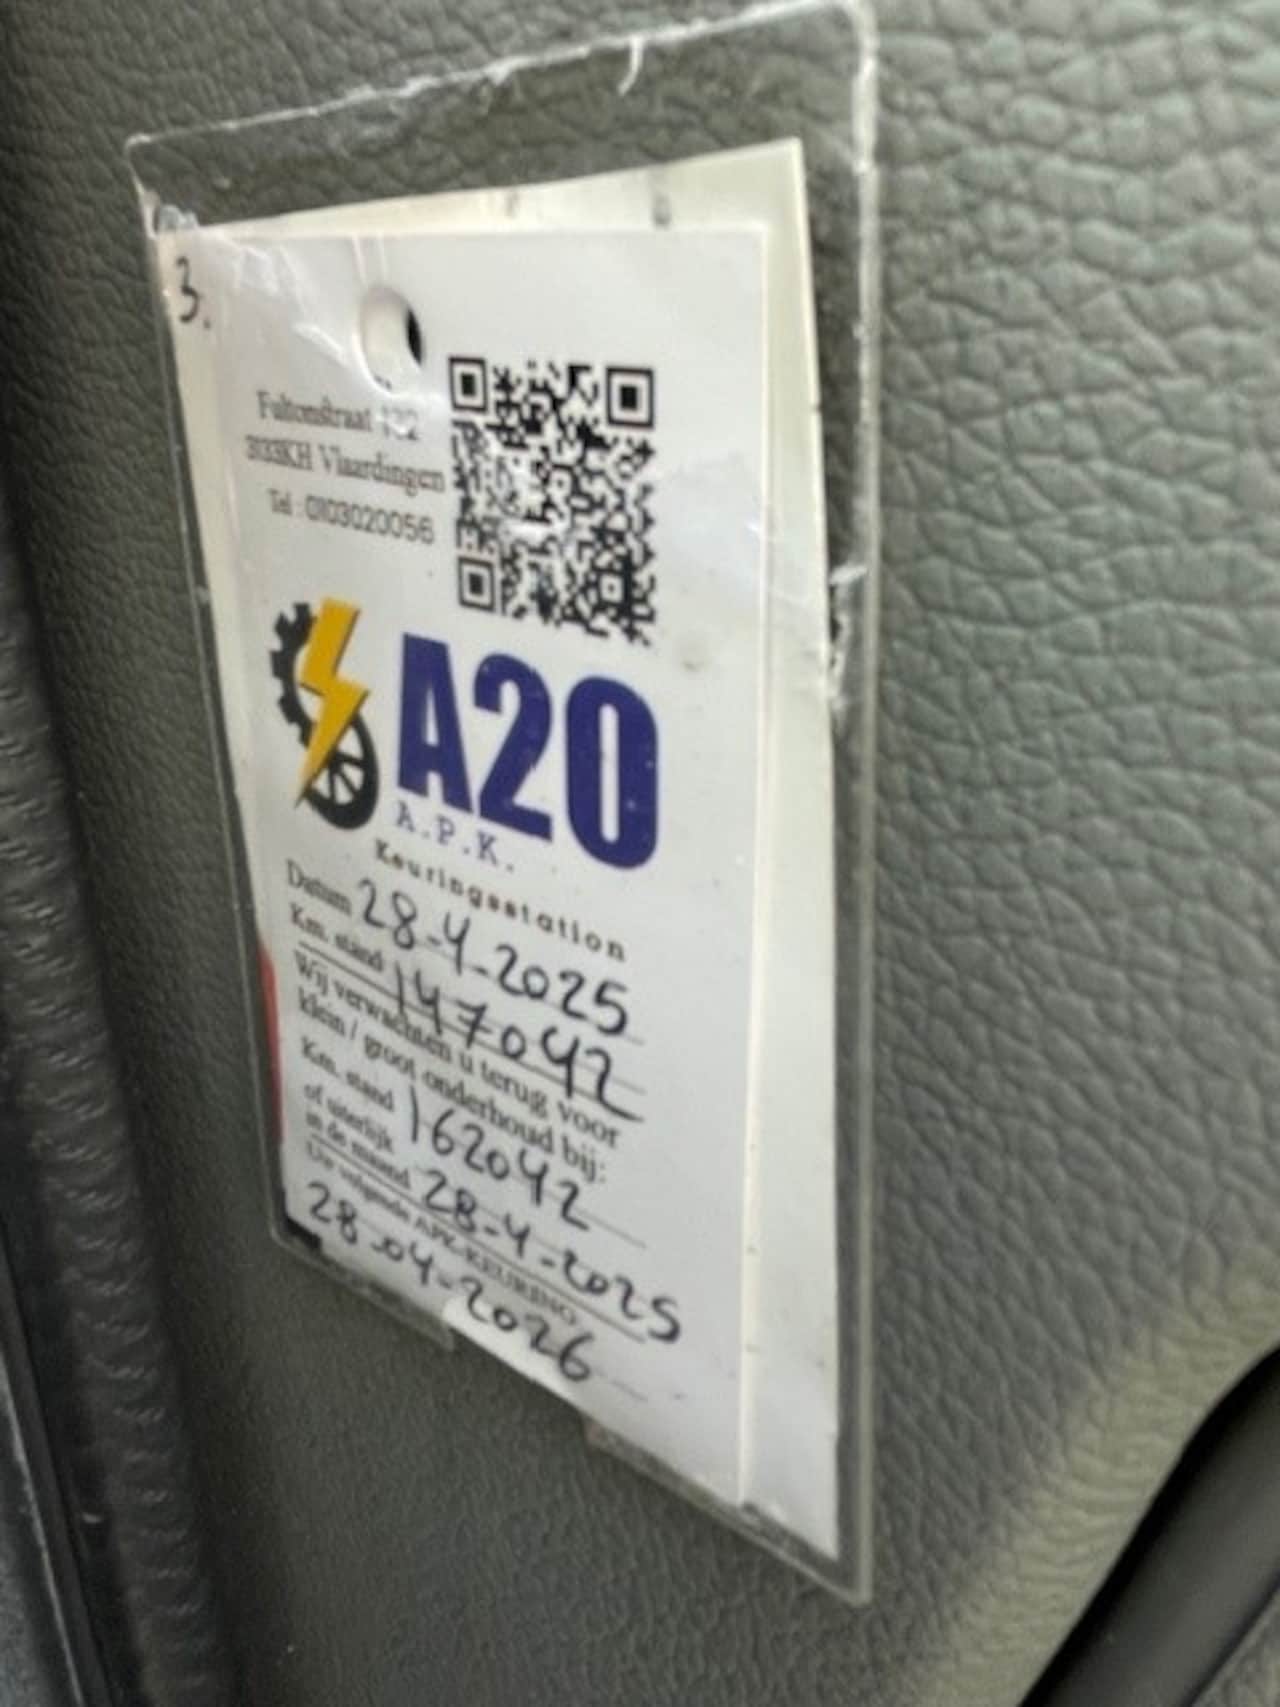 3.
Fultonstraat 132
3133KH Vlaardingen
Tel : 0103020056
A20
A.P.K.
Keuringsstation
Datum 28-4-2025
Km. stand 147042
Wij verwachten u terug voor
klein / groot onderhoud bij:
Km. stand 162042
of uiterlijk
in de maand 28-4-2025
Uw volgende APK-KEURING
28-04-2026